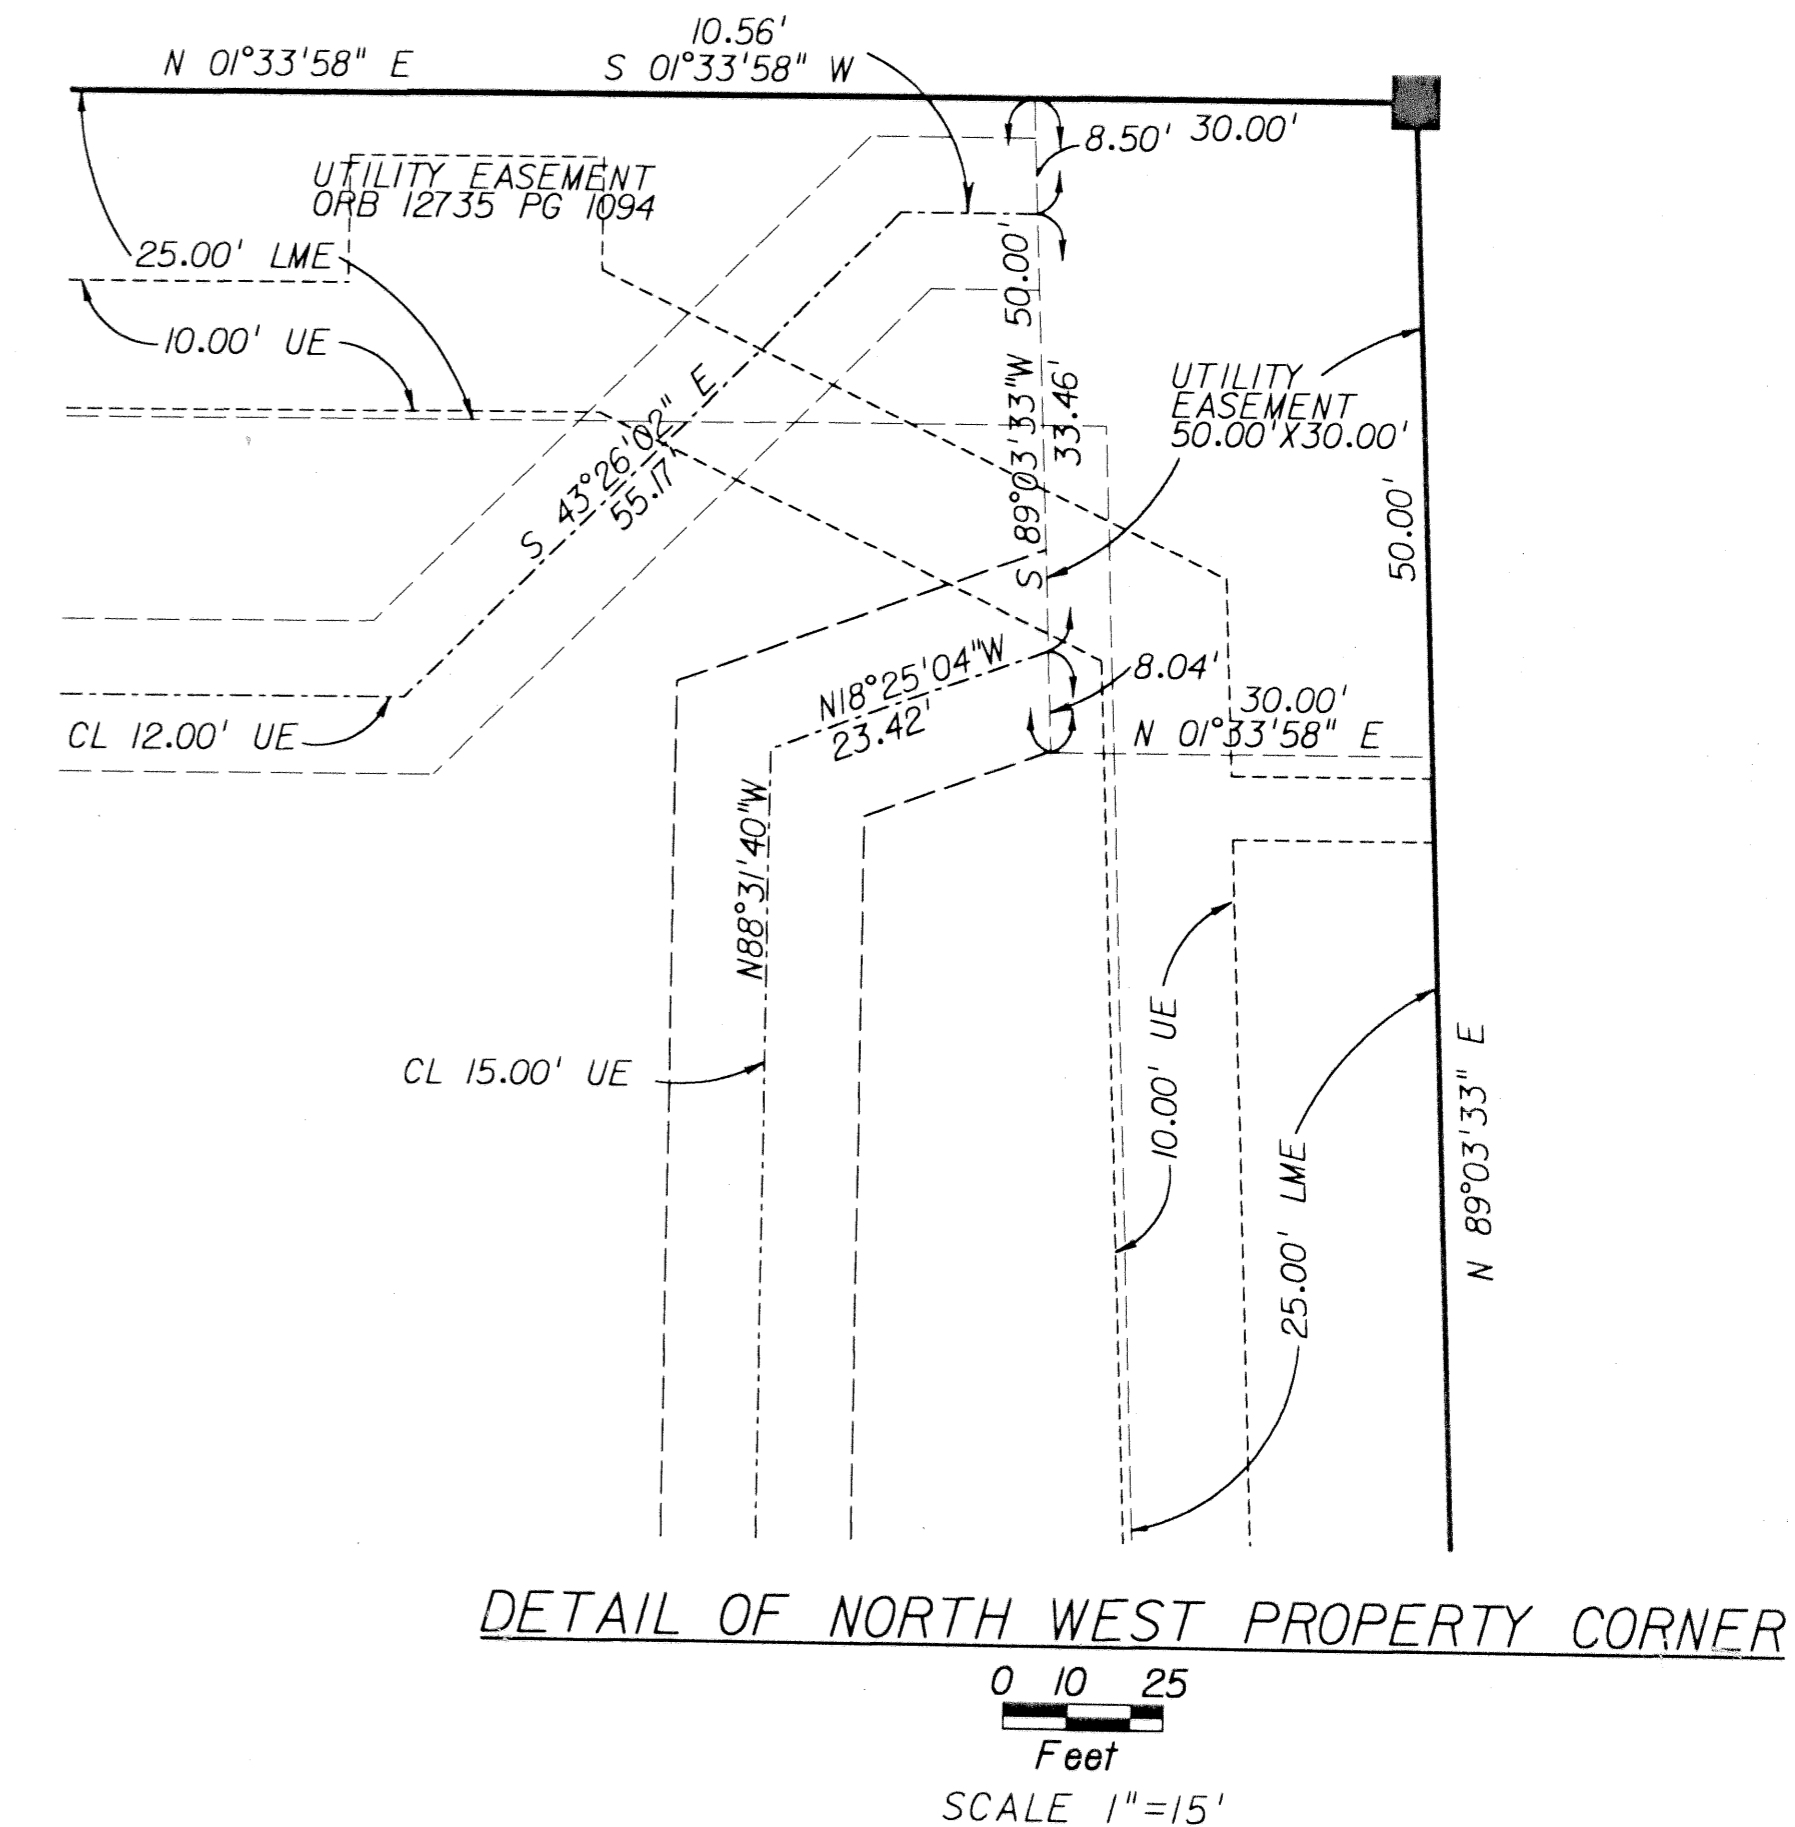 10.56'
N 01°33'58" E
S 01°33'58" W
8.50'
30.00'
UTILITY EASEMENT
ORB 12735 PG 1094
25.00' LME
10.00' UE
S 89°03'33"W 50.00'
33.46'
UTILITY
EASEMENT
50.00'X30.00'
S 43°26'02" E
55.17'
50.00'
N18°25'04"W
23.42'
8.04'
30.00'
N 01°33'58" E
CL 12.00' UE
N88°31'40"W
CL 15.00' UE
10.00' UE
25.00' LME
N 89°03'33" E
DETAIL OF NORTH WEST PROPERTY CORNER
0 10 25
Feet
SCALE 1"=15'